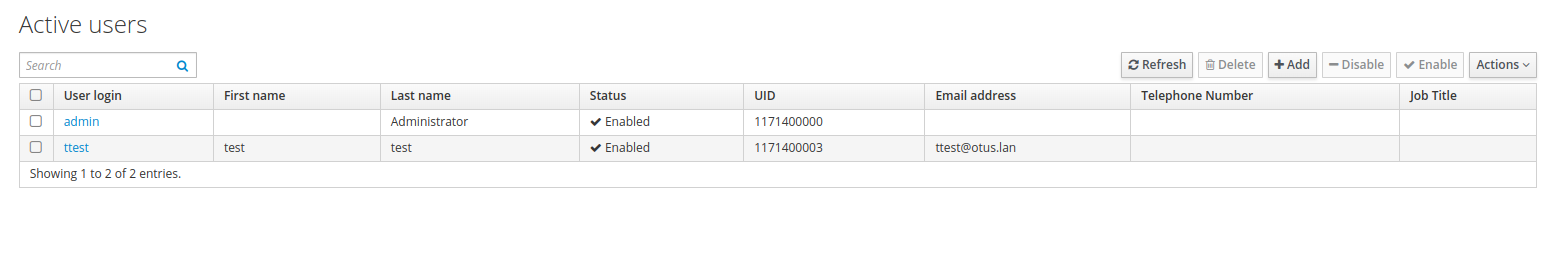 Active users
Search
Refresh Delete Add Disable Enable Actions
User login First name Last name Status UID Email address Telephone Number Job Title
admin Administrator Enabled 1171400000
ttest test test Enabled 1171400003 ttest@otus.lan
Showing 1 to 2 of 2 entries.